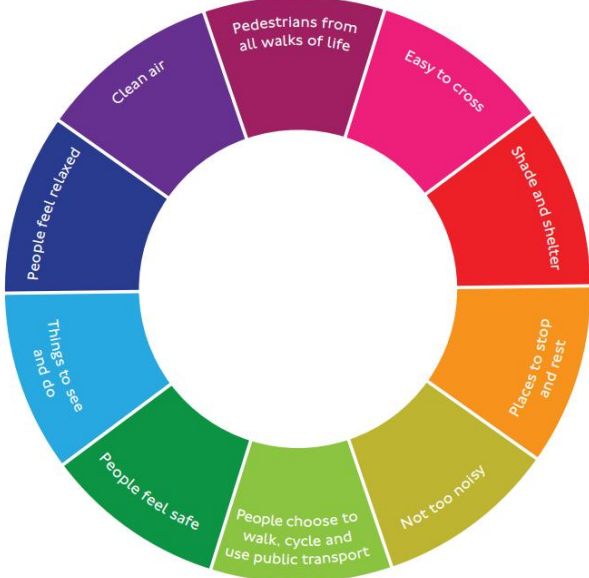 Pedestrians from
all walks of life
Easy to cross
Shade and shelter
Places to stop
and rest
Not too noisy
People choose to
walk, cycle and
use public transport
People feel safe
Things to see
and do
People feel relaxed
Clean air